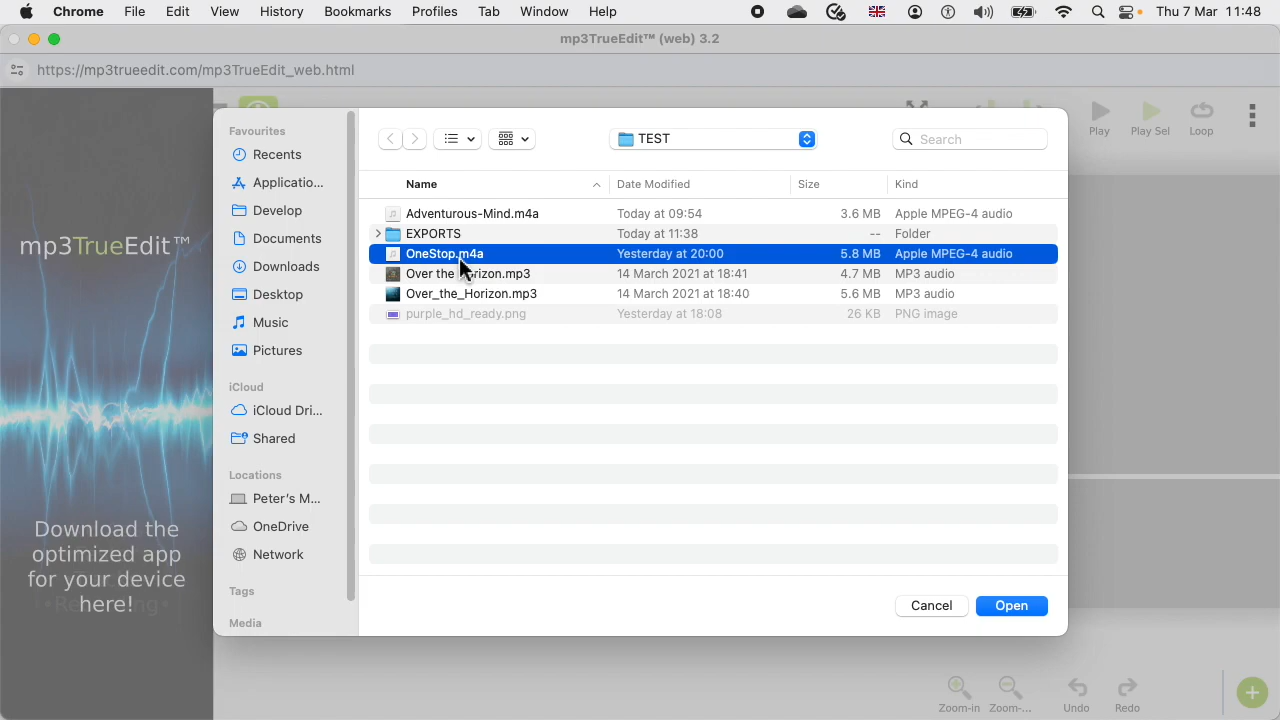 Chrome File Edit View History Bookmarks Profiles Tab Window Help Thu 7 Mar 11:48
mp3TrueEdit™ (web) 3.2
https://mp3trueedit.com/mp3TrueEdit_web.html
mp3TrueEdit™
Download the
optimized app
for your device
here!
Favourites
Recents
Applicatio...
Develop
Documents
Downloads
Desktop
Music
Pictures
iCloud
iCloud Dri...
Shared
Locations
Peter's M...
OneDrive
Network
Tags
Media
TEST
Search
Name Date Modified Size Kind
Adventurous-Mind.m4a Today at 09:54 3.6 MB Apple MPEG-4 audio
EXPORTS Today at 11:38 -- Folder
OneStop.m4a Yesterday at 20:00 5.8 MB Apple MPEG-4 audio
Over the Horizon.mp3 14 March 2021 at 18:41 4.7 MB MP3 audio
Over_the_Horizon.mp3 14 March 2021 at 18:40 5.6 MB MP3 audio
purple_hd_ready.png Yesterday at 18:08 26 KB PNG image
Cancel Open
Play Play Sel Loop
Zoom-in Zoom-... Undo Redo